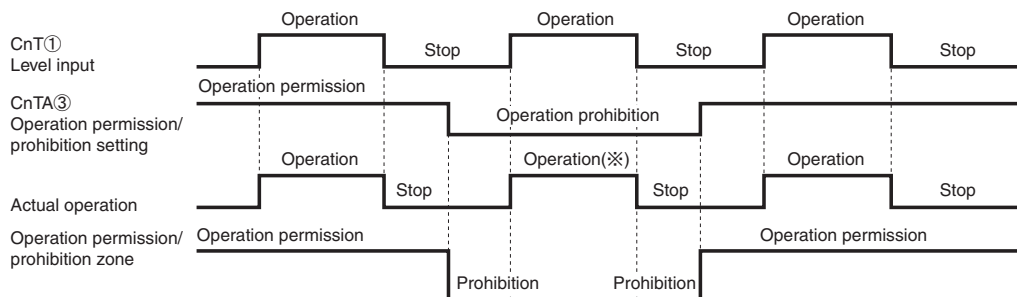 Operation Operation Operation
CnT① Stop Stop Stop
Level input
Operation permission
CnTA③
Operation permission/ Operation prohibition
prohibition setting
Operation Operation(※) Operation
Stop Stop Stop
Actual operation
Operation permission/ Operation permission Operation permission
prohibition zone
Prohibition Prohibition